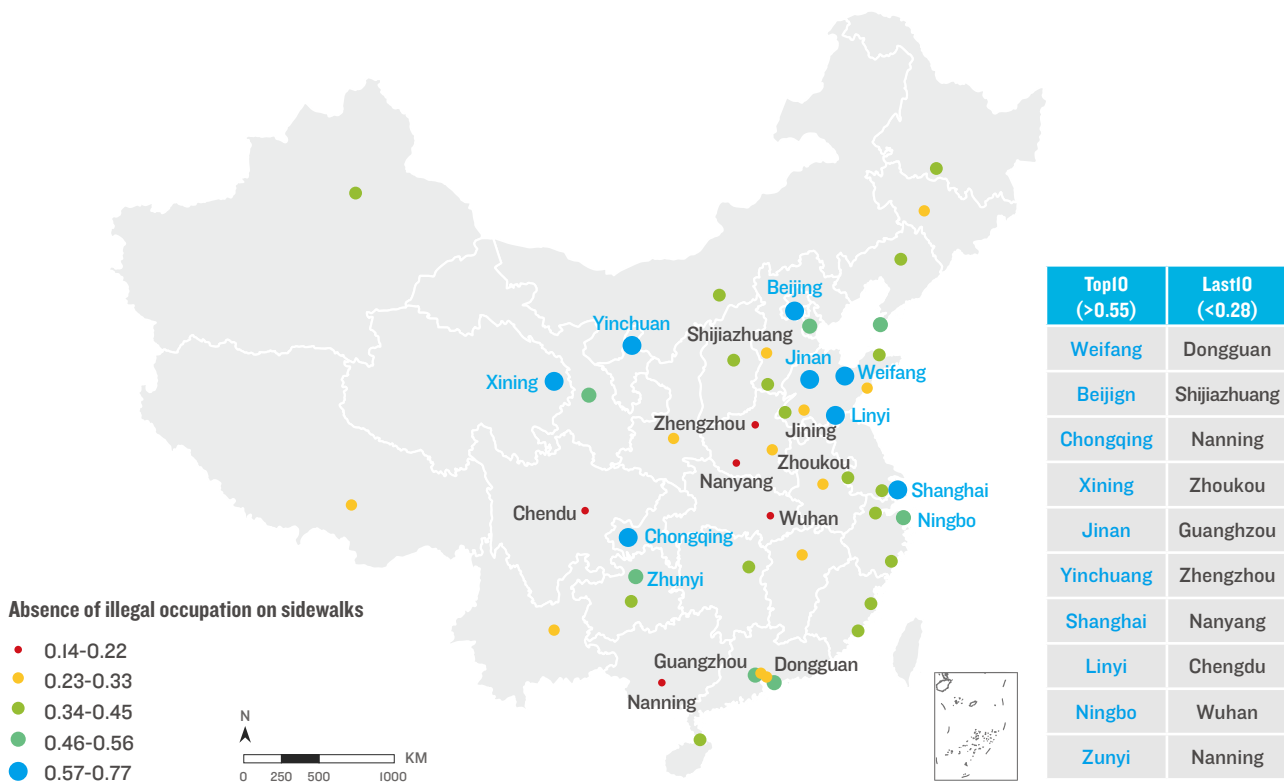 Beijing
Yinchuan
Shijiazhuang
Jinan
Weifang
Xining
Linyi
Zhengzhou
Jining
Zhoukou
Nanyang
Shanghai
Chendu
Wuhan
Ningbo
Chongqing
Zhunyi
Guangzhou
Dongguan
Nanning
Absence of illegal occupation on sidewalks
0.14-0.22
0.23-0.33
0.34-0.45
0.46-0.56
0.57-0.77
N
KM
0 250 500 1000
Top10 Last10
(>0.55) (<0.28)
Weifang Dongguan
Beijign Shijiazhuang
Chongqing Nanning
Xining Zhoukou
Jinan Guanghzou
Yinchuang Zhengzhou
Shanghai Nanyang
Linyi Chengdu
Ningbo Wuhan
Zunyi Nanning